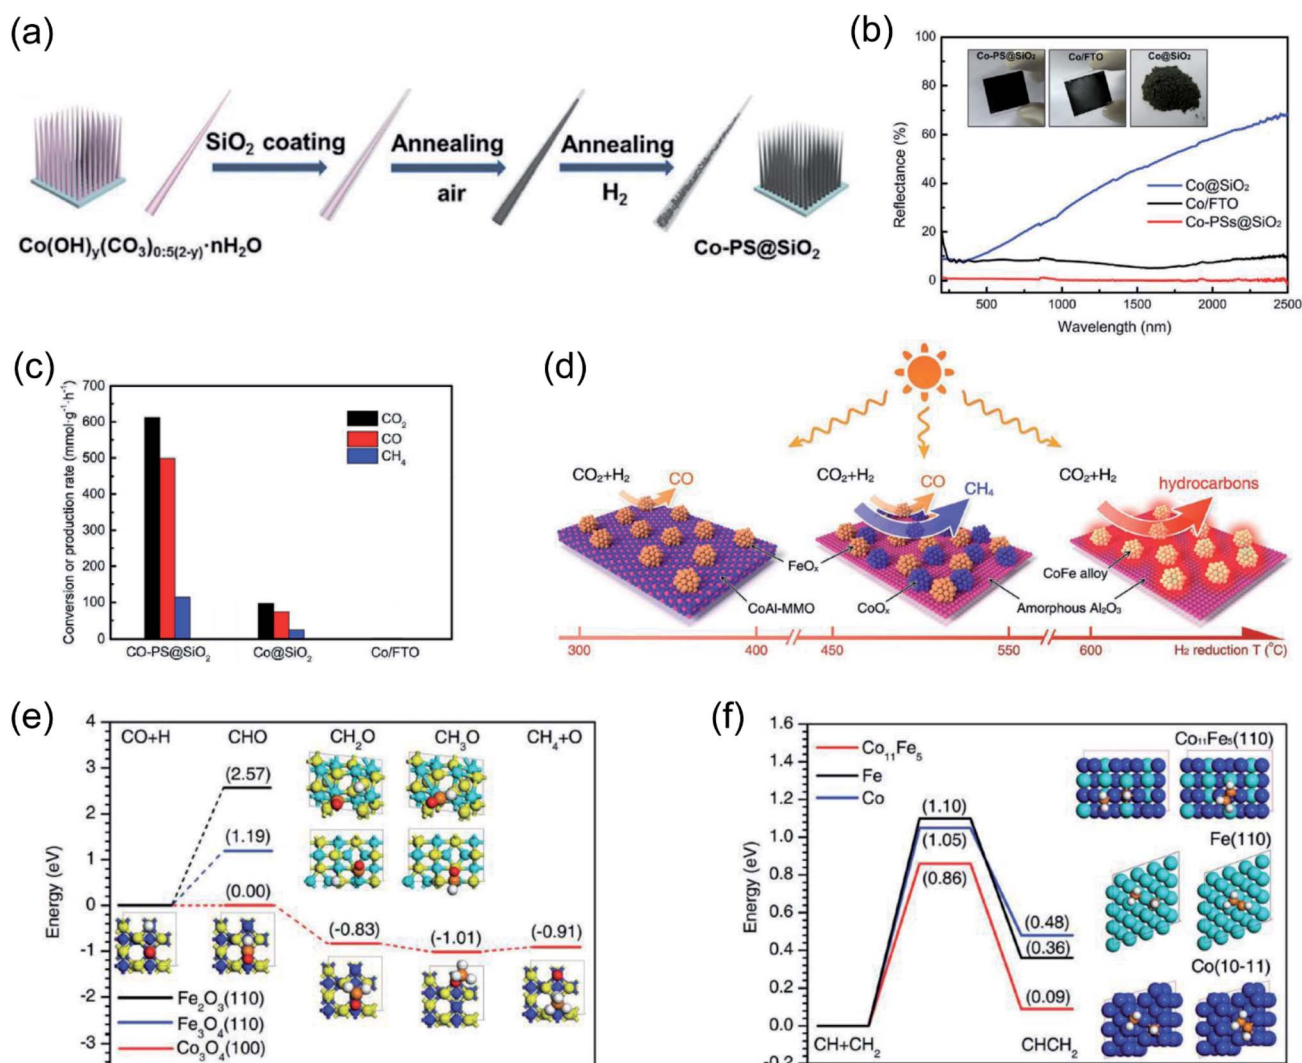 (a)
SiO₂ coating
Annealing
air
Annealing
H₂
Co(OH)y(CO₃)0:5(2-y)·nH₂O
Co-PS@SiO₂
(b)
Reflectance (%)
100
80
60
40
20
0
Co-PS@SiO₂
Co/FTO
Co@SiO₂
Co@SiO₂
Co/FTO
Co-PSs@SiO₂
500
1000
1500
2000
2500
Wavelength (nm)
(c)
Conversion or production rate (mmol·g⁻¹·h⁻¹)
700
600
500
400
300
200
100
0
CO₂
CO
CH₄
CO-PS@SiO₂
Co@SiO₂
Co/FTO
(d)
CO₂+H₂
CO
CO₂+H₂
CO
CH₄
CO₂+H₂
hydrocarbons
FeOₓ
CoAl-MMO
CoOₓ
CoFe alloy
Amorphous Al₂O₃
300
400
450
550
600
H₂ reduction T (°C)
(e)
Energy (eV)
4
3
2
1
0
-1
-2
-3
CO+H
CHO
CH₂O
CH₃O
CH₄+O
(2.57)
(1.19)
(0.00)
(-0.83)
(-1.01)
(-0.91)
Fe₂O₃(110)
Fe₃O₄(110)
Co₃O₄(100)
(f)
Energy (eV)
1.6
1.4
1.2
1.0
0.8
0.6
0.4
0.2
0.0
-0.2
Co₁₁Fe₅
Fe
Co
(1.10)
(1.05)
(0.86)
(0.48)
(0.36)
(0.09)
CH+CH₂
CHCH₂
Co₁₁Fe₅(110)
Fe(110)
Co(10-11)